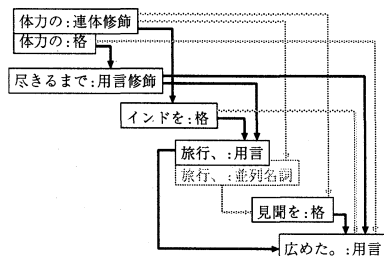 体力の:連体修飾
体力の:格
尽きるまで:用言修飾
インドを:格
旅行、:用言
旅行、:並列名詞
見聞を:格
広めた。:用言